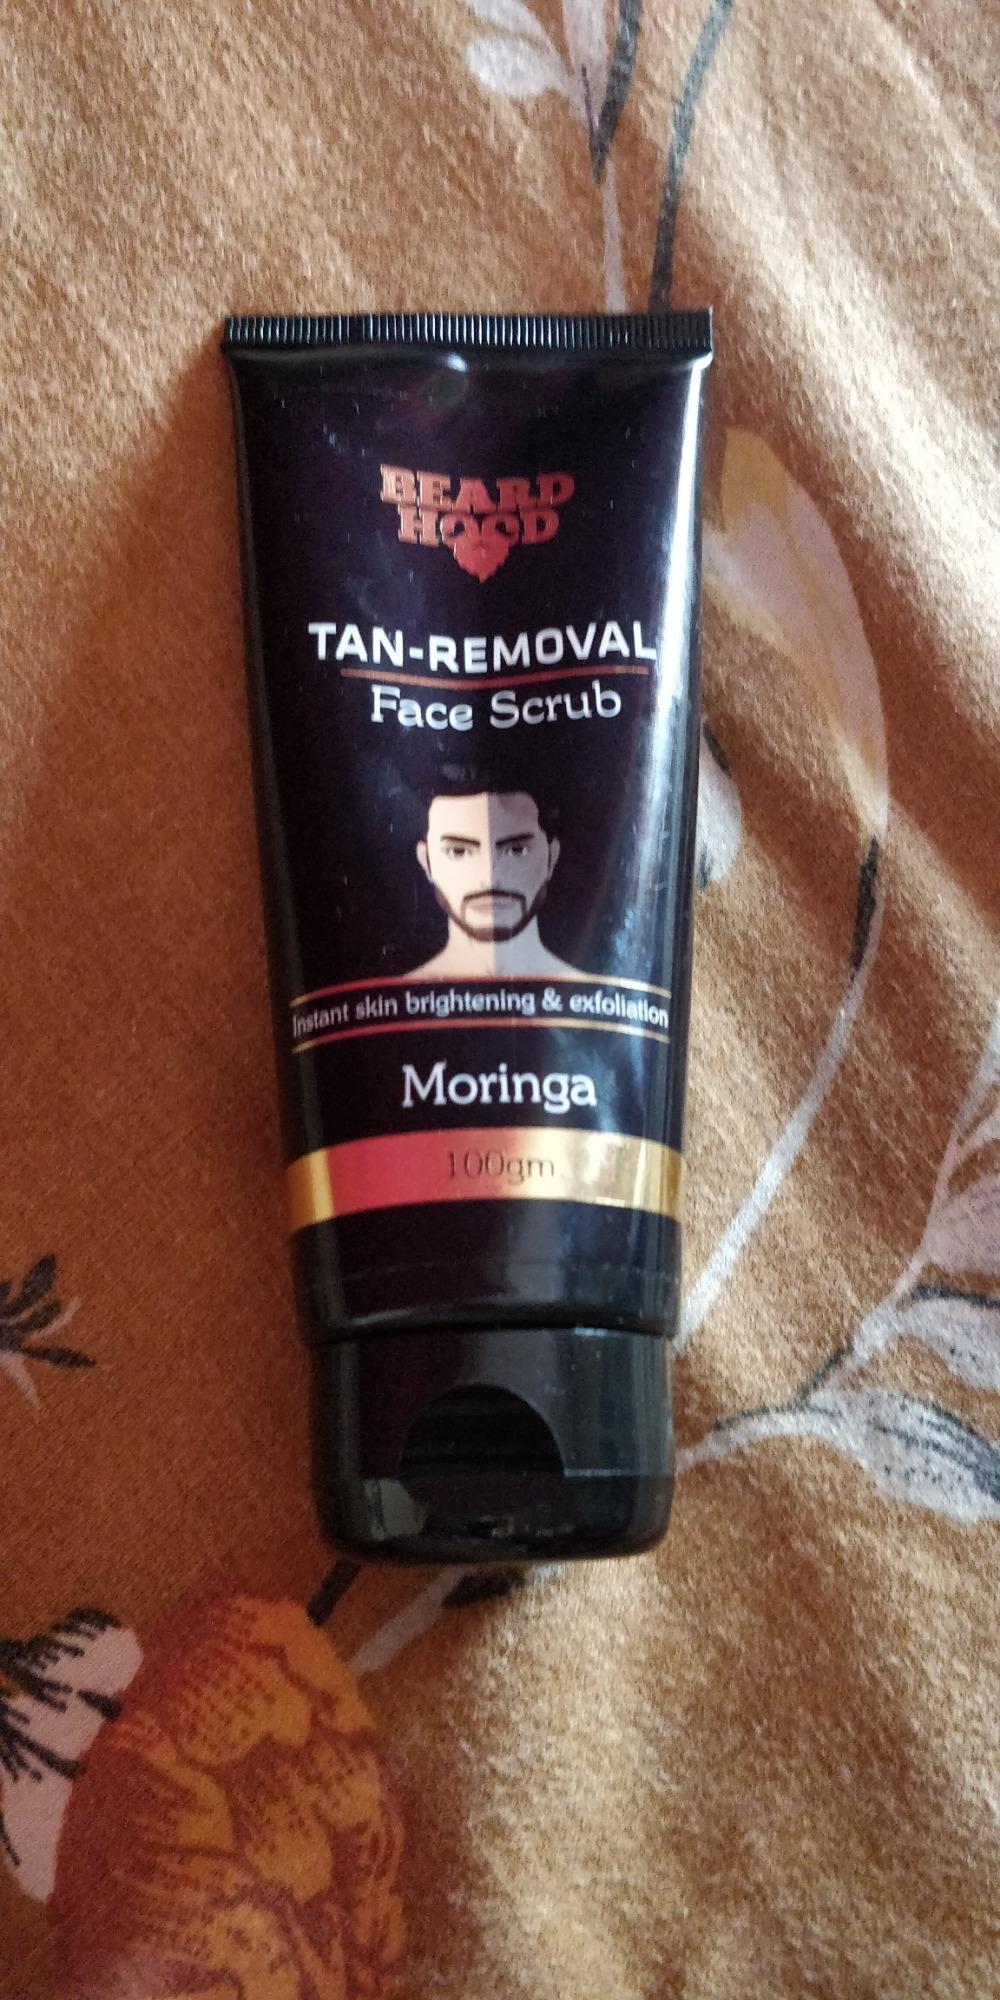 BEARD
HOOD
TAN-REMOVAL
Face Scrub
Instant skin brightening & exfoliation
Moringa
100gm